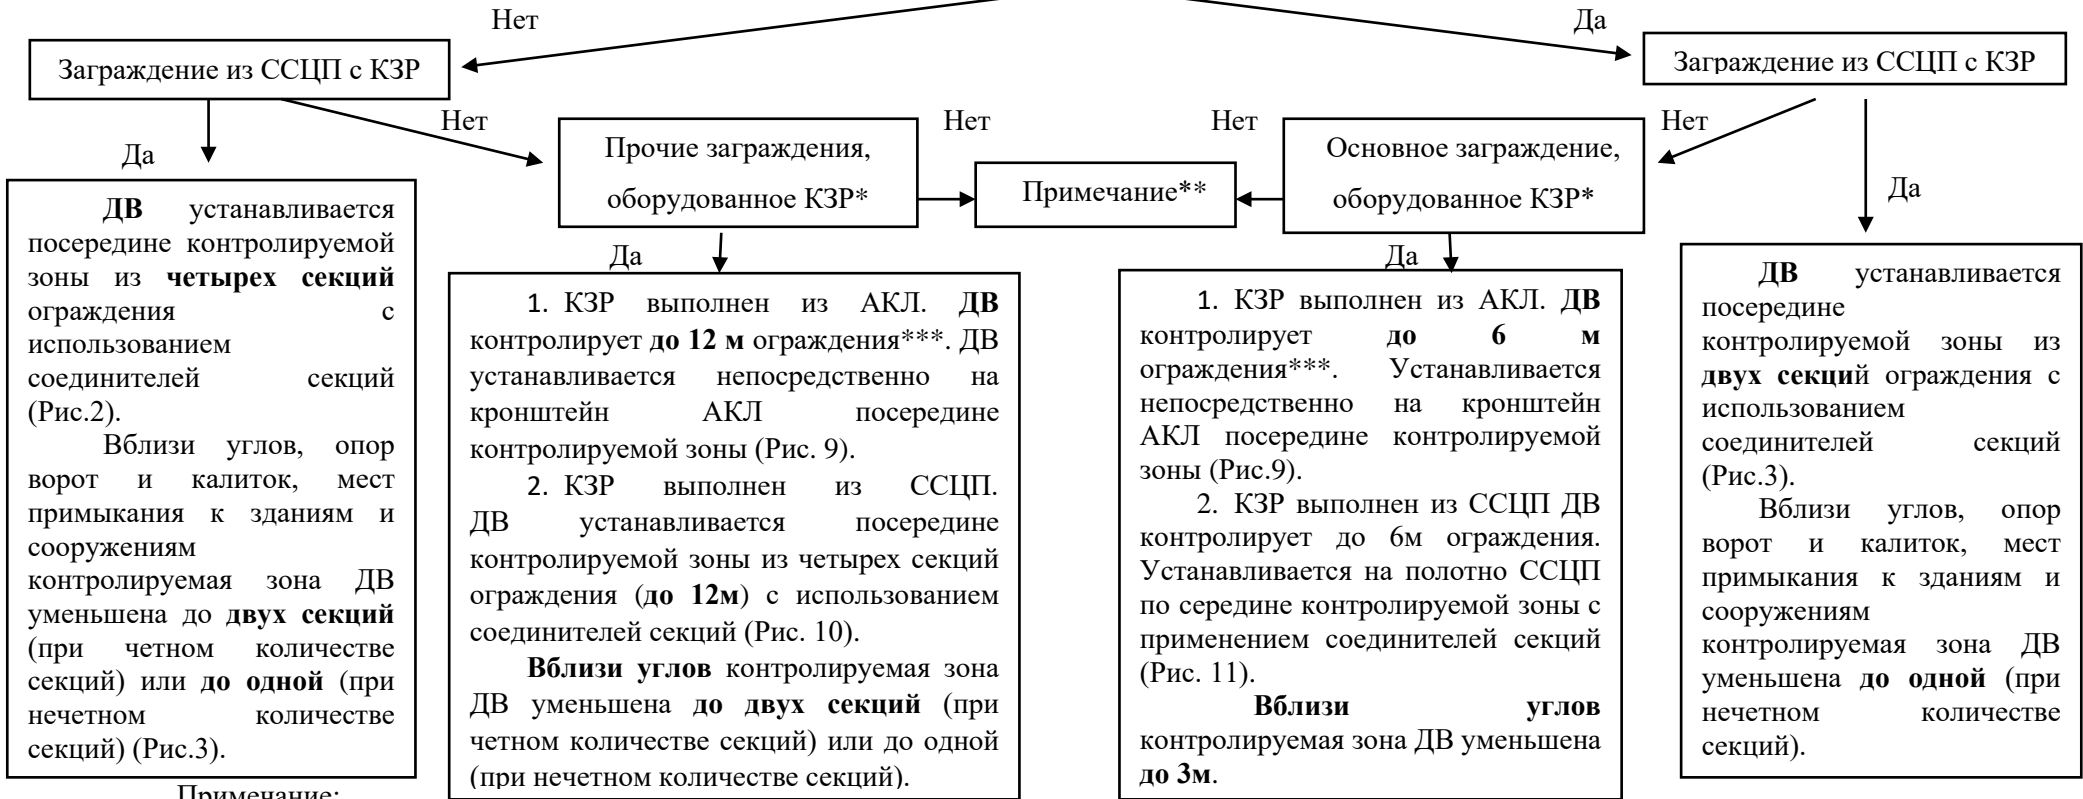 Нет
Да
Заграждение из ССЦП с КЗР
Заграждение из ССЦП с КЗР
Нет
Нет
Нет
Нет
Да
Прочие заграждения,
оборудованное КЗР*
Примечание**
Основное заграждение,
оборудованное КЗР*
Да
ДВ устанавливается
посередине контролируемой
зоны из четырех секций
ограждения с
использованием
соединителей секций
(Рис.2).
Вблизи углов, опор
ворот и калиток, мест
примыкания к зданиям и
сооружениям
контролируемая зона ДВ
уменьшена до двух секций
(при четном количестве
секций) или до одной (при
нечетном количестве
секций) (Рис.3).
Да
1. КЗР выполнен из АКЛ. ДВ
контролирует до 12 м ограждения***. ДВ
устанавливается непосредственно на
кронштейн АКЛ посередине
контролируемой зоны (Рис. 9).
2. КЗР выполнен из ССЦП.
ДВ устанавливается посередине
контролируемой зоны из четырех секций
ограждения (до 12м) с использованием
соединителей секций (Рис. 10).
Вблизи углов контролируемая зона
ДВ уменьшена до двух секций (при
четном количестве секций) или до одной
(при нечетном количестве секций).
Да
1. КЗР выполнен из АКЛ. ДВ
контролирует до 6 м
ограждения***. Устанавливается
непосредственно на кронштейн
АКЛ посередине контролируемой
зоны (Рис.9).
2. КЗР выполнен из ССЦП ДВ
контролирует до 6м ограждения.
Устанавливается на полотно ССЦП
по середине контролируемой зоны с
применением соединителей секций
(Рис. 11).
Вблизи углов
контролируемая зона ДВ уменьшена
до 3м.
ДВ устанавливается
посередине
контролируемой зоны из
двух секций ограждения с
использованием
соединителей секций
(Рис.3).
Вблизи углов, опор
ворот и калиток, мест
примыкания к зданиям и
сооружениям
контролируемая зона ДВ
уменьшена до одной (при
нечетном количестве
секций).
Примечание: